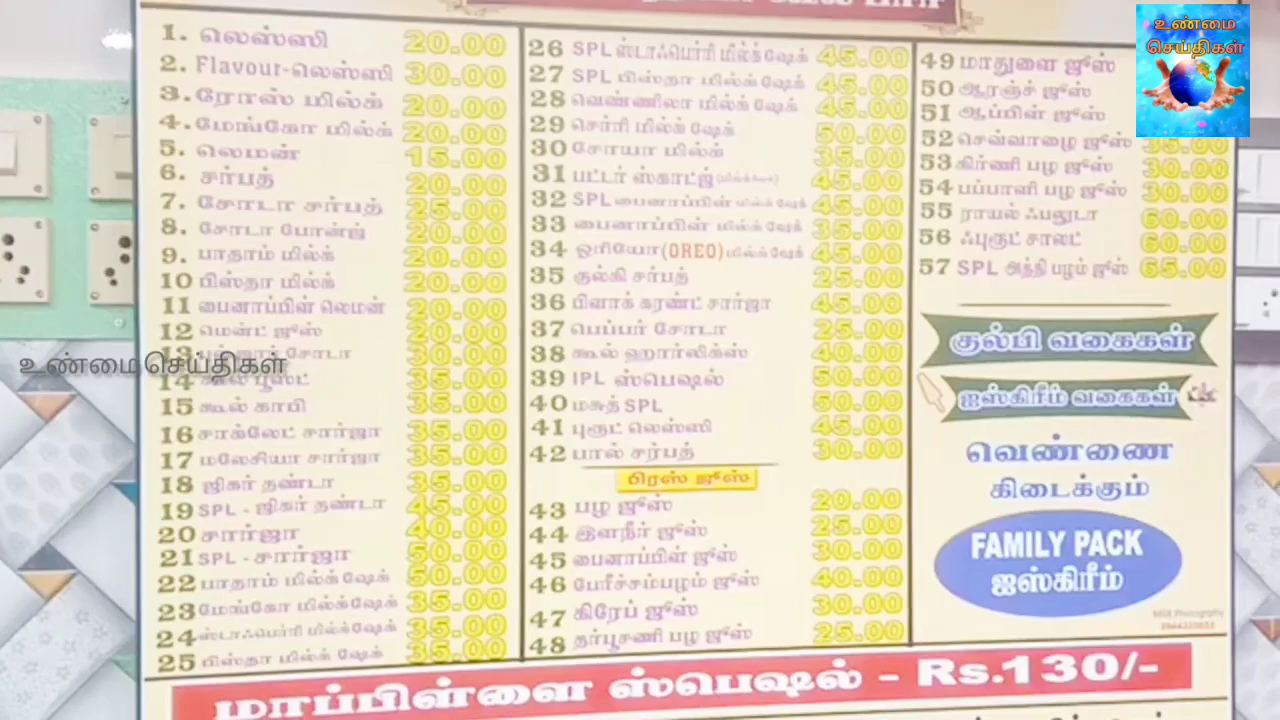 1. லெஸ்ஸி 20.00
2. Flavour-லெஸ்ஸி 30.00
3. ரோஸ் மில்க் 20.00
4. மேங்கோ மில்க் 20.00
5. லெமன் 15.00
6. சர்பத் 20.00
7. சோடா சர்பத் 25.00
8. சோடா போன்ஜ் 20.00
9. பாதாம் மில்க் 20.00
10 பிஸ்தா மில்க் 20.00
11 பைனாப்பிள் லெமன் 20.00
12 மென்ட் ஜுஸ் 20.00
சோடா 30.00
14 பூஸ்ட் 35.00
15 கூல் காபி 35.00
16 சாக்லேட் சார்ஜா 35.00
17 மலேசியா சார்ஜா 35.00
18 ஜிகர் தண்டா 35.00
19 SPL - ஜிகர் தண்டா 45.00
20 சார்ஜா 40.00
21 SPL - சார்ஜா 50.00
22 பாதாம் மில்க் ஷேக் 50.00
23 மேங்கோ மில்க்ஷேக் 35.00
24 ஸ்டாஃபெர்ரி மில்க்ஷேக் 35.00
25 பிஸ்தா மில்க் ஷேக் 35.00
26 SPL ஸ்டாஃபெர்ரி மில்க் ஷேக் 45.00
27 SPL பிஸ்தா மில்க் ஷேக் 45.00
28 வெண்ணிலா மில்க் ஷேக் 45.00
29 செர்ரி மில்க் ஷேக் 50.00
30 சோயா மில்க் 35.00
31 பட்டர் ஸ்காட்ஜ் (மில்க்ஷேக்) 45.00
32 SPL பைனாப்பிள் மில்க் ஷேக் 45.00
33 பைனாப்பிள் மில்க் ஷேக் 35.00
34 ஓரியோ (OREO) மில்க்ஷேக் 45.00
35 குல்கி சர்பத் 25.00
36 பிளாக் கரண்ட் சார்ஜா 45.00
37 பெப்பர் சோடா 25.00
38 கூல் ஹார்லிக்ஸ் 40.00
39 IPL ஸ்பெஷல் 50.00
40 மசுத் SPL 50.00
41 புரூட் லெஸ்ஸி 45.00
42 பால் சர்பத் 30.00
பிரஸ் ஜுஸ்
43 பழ ஜுஸ் 20.00
44 இளநீர் ஜுஸ் 25.00
45 பைனாப்பிள் ஜுஸ் 30.00
46 பேரீச்சம்பழம் ஜுஸ் 40.00
47 கிரேப் ஜுஸ் 30.00
48 தர்பூசணி பழ ஜுஸ் 25.00
49 மாதுளை ஜுஸ்
50 ஆரஞ்ச் ஜுஸ்
51 ஆப்பிள் ஜுஸ்
52 செவ்வாழை ஜுஸ் 35.00
53 கிர்ணி பழ ஜுஸ் 30.00
54 பப்பாளி பழ ஜுஸ் 30.00
55 ராயல் ஃபலுடா 60.00
56 ஃபுரூட் சாலட் 60.00
57 SPL அத்தி பழம் ஜுஸ் 65.00
குல்பி வகைகள்
ஐஸ்கிரீம் வகைகள்
வெண்ணை
கிடைக்கும்
FAMILY PACK
ஐஸ்கிரீம்
MSB Photography
மாப்பிள்ளை ஸ்பெஷல் - Rs.130/-
உண்மை
செய்திகள்
உண்மை செய்திகள்